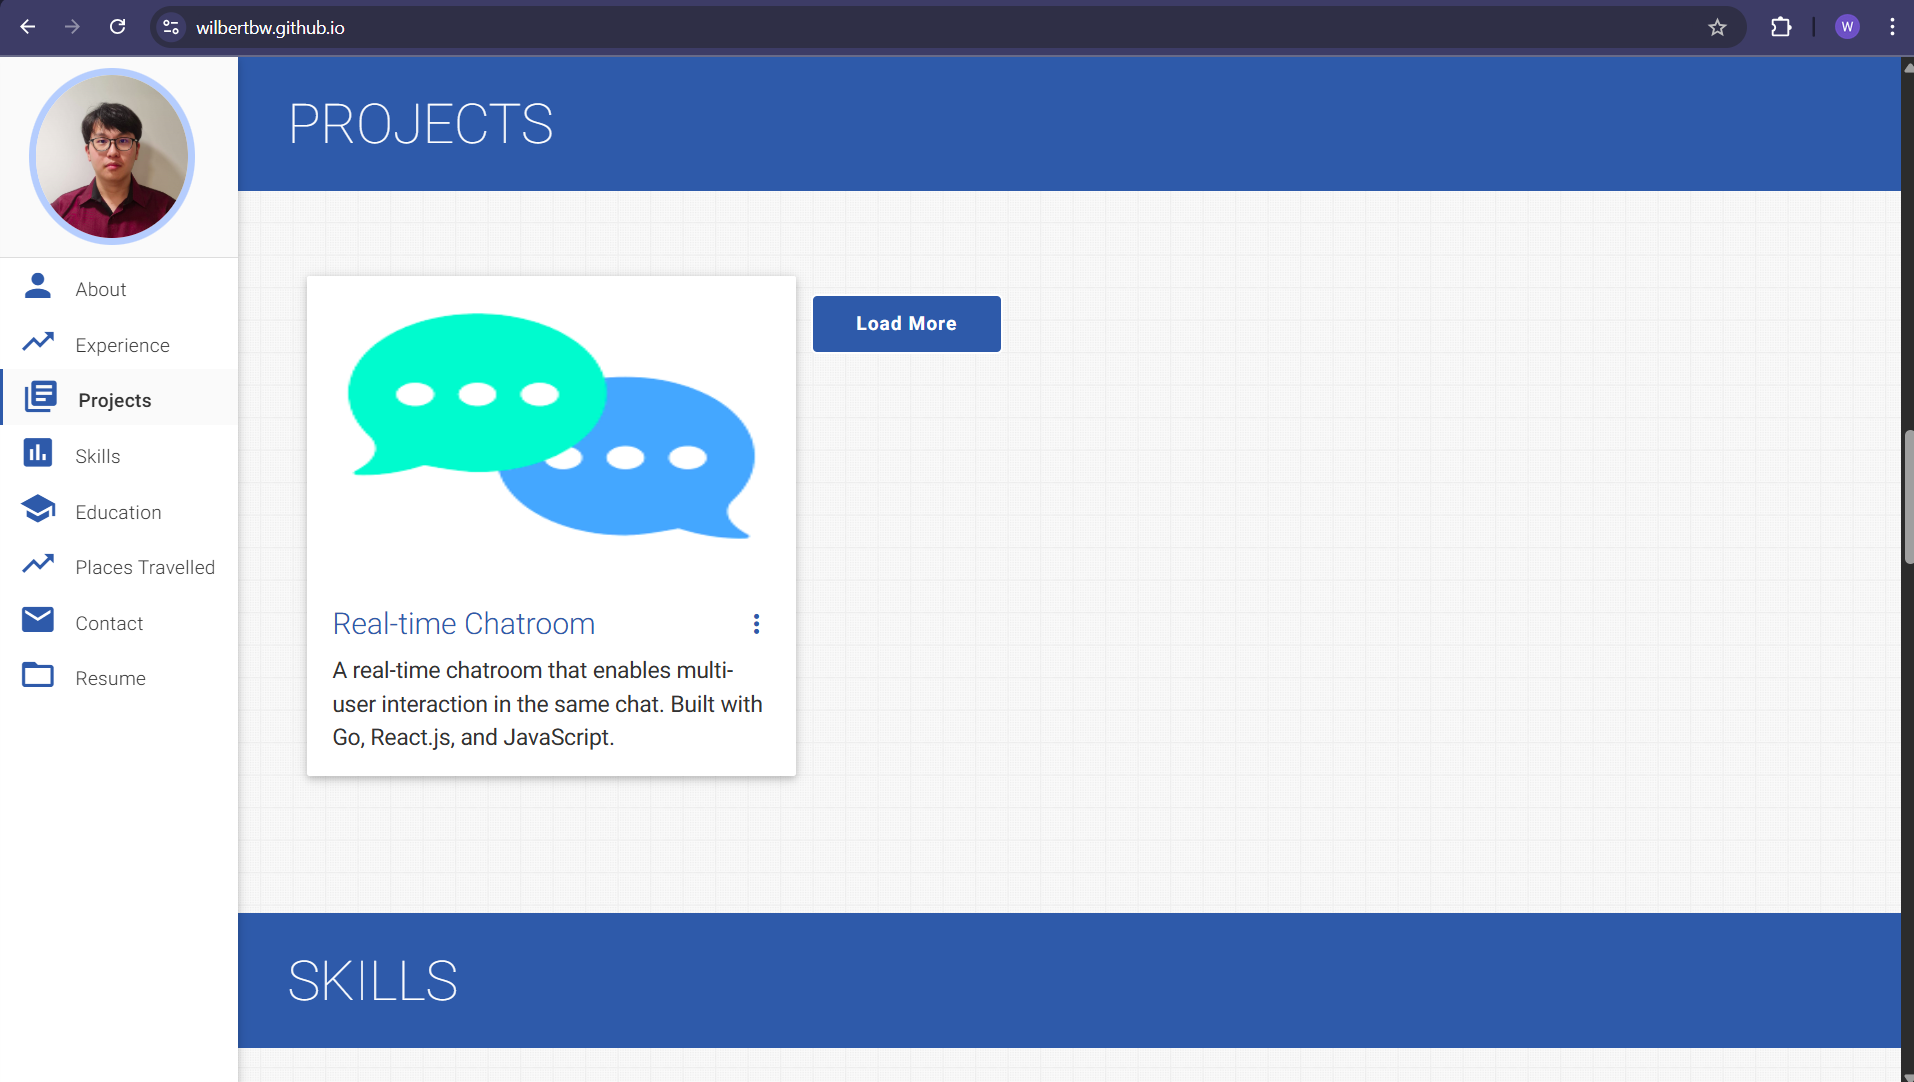 wilbertbw.github.io
W
PROJECTS
About
Experience
Projects
Skills
Education
Places Travelled
Contact
Resume
Load More
Real-time Chatroom
A real-time chatroom that enables multi-
user interaction in the same chat. Built with
Go, React.js, and JavaScript.
SKILLS